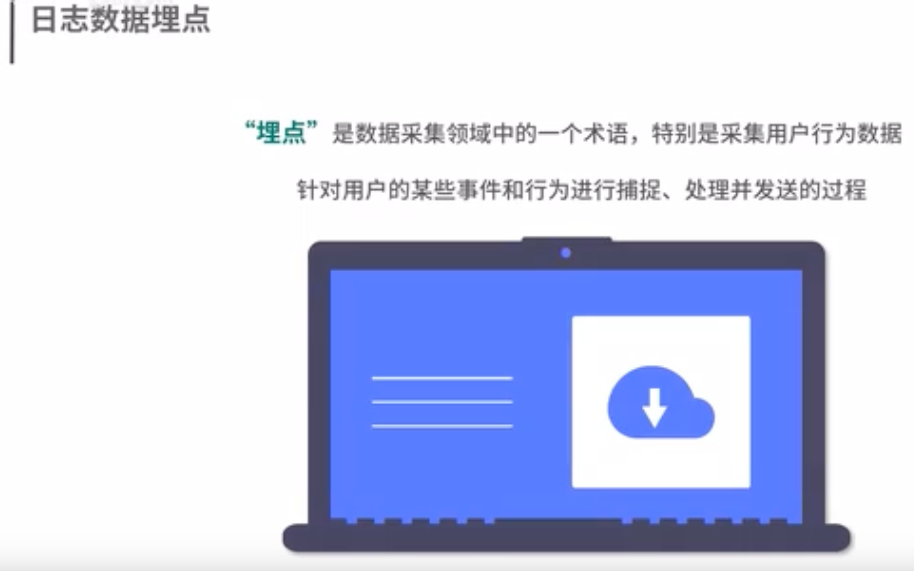 日志数据埋点
“埋点” 是数据采集领域中的一个术语，特别是采集用户行为数据
针对用户的某些事件和行为进行捕捉、处理并发送的过程